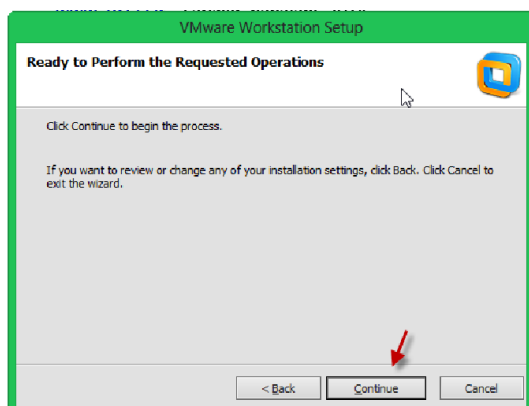 VMware Workstation Setup
Ready to Perform the Requested Operations
Click Continue to begin the process.
If you want to review or change any of your installation settings, click Back. Click Cancel to
exit the wizard.
< Back
Continue
Cancel